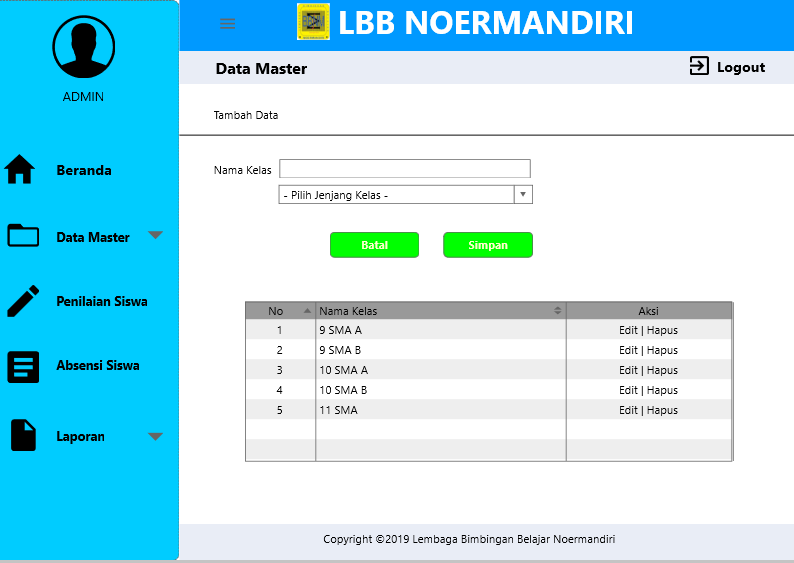 LBB NOERMANDIRI
ADMIN
Data Master
Logout
Tambah Data
Beranda
Data Master
Penilaian Siswa
Absensi Siswa
Laporan
Nama Kelas
- Pilih Jenjang Kelas -
Batal Simpan
No Nama Kelas Aksi
1 9 SMA A Edit | Hapus
2 9 SMA B Edit | Hapus
3 10 SMA A Edit | Hapus
4 10 SMA B Edit | Hapus
5 11 SMA Edit | Hapus
Copyright ©2019 Lembaga Bimbingan Belajar Noermandiri